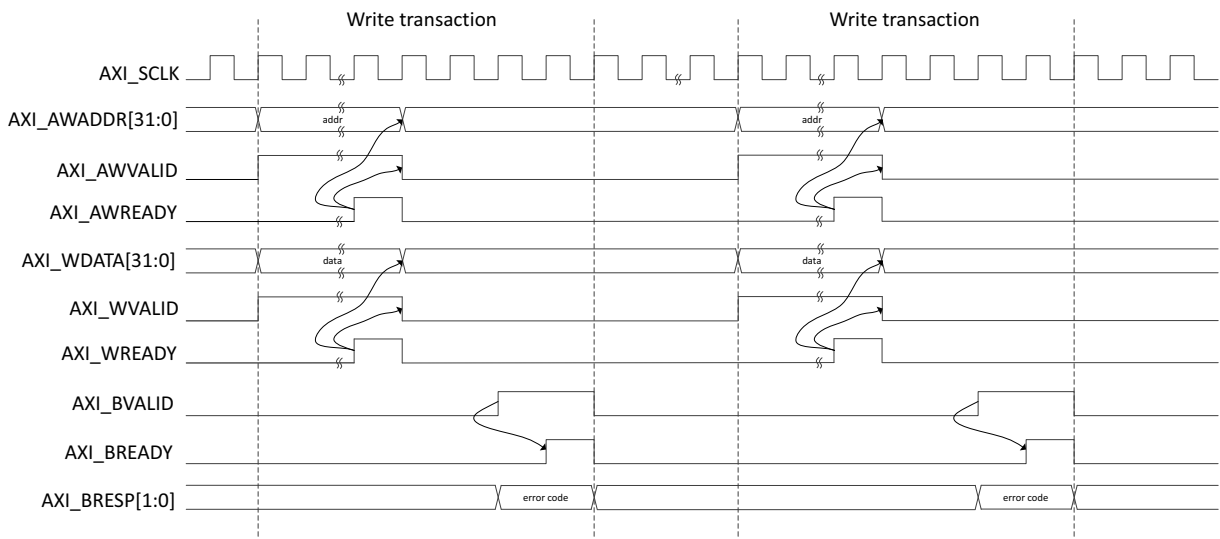 Write transaction Write transaction
AXI_SCLK
AXI_AWADDR[31:0] addr addr
AXI_AWVALID
AXI_AWREADY
AXI_WDATA[31:0] data data
AXI_WVALID
AXI_WREADY
AXI_BVALID
AXI_BREADY
AXI_BRESP[1:0] error code error code